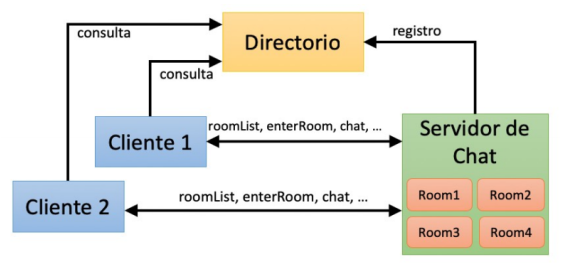 consulta
Directorio
registro
consulta
roomList, enterRoom, chat, ...
Cliente 1
Servidor de
Chat
roomList, enterRoom, chat, ...
Cliente 2
Room1
Room2
Room3
Room4